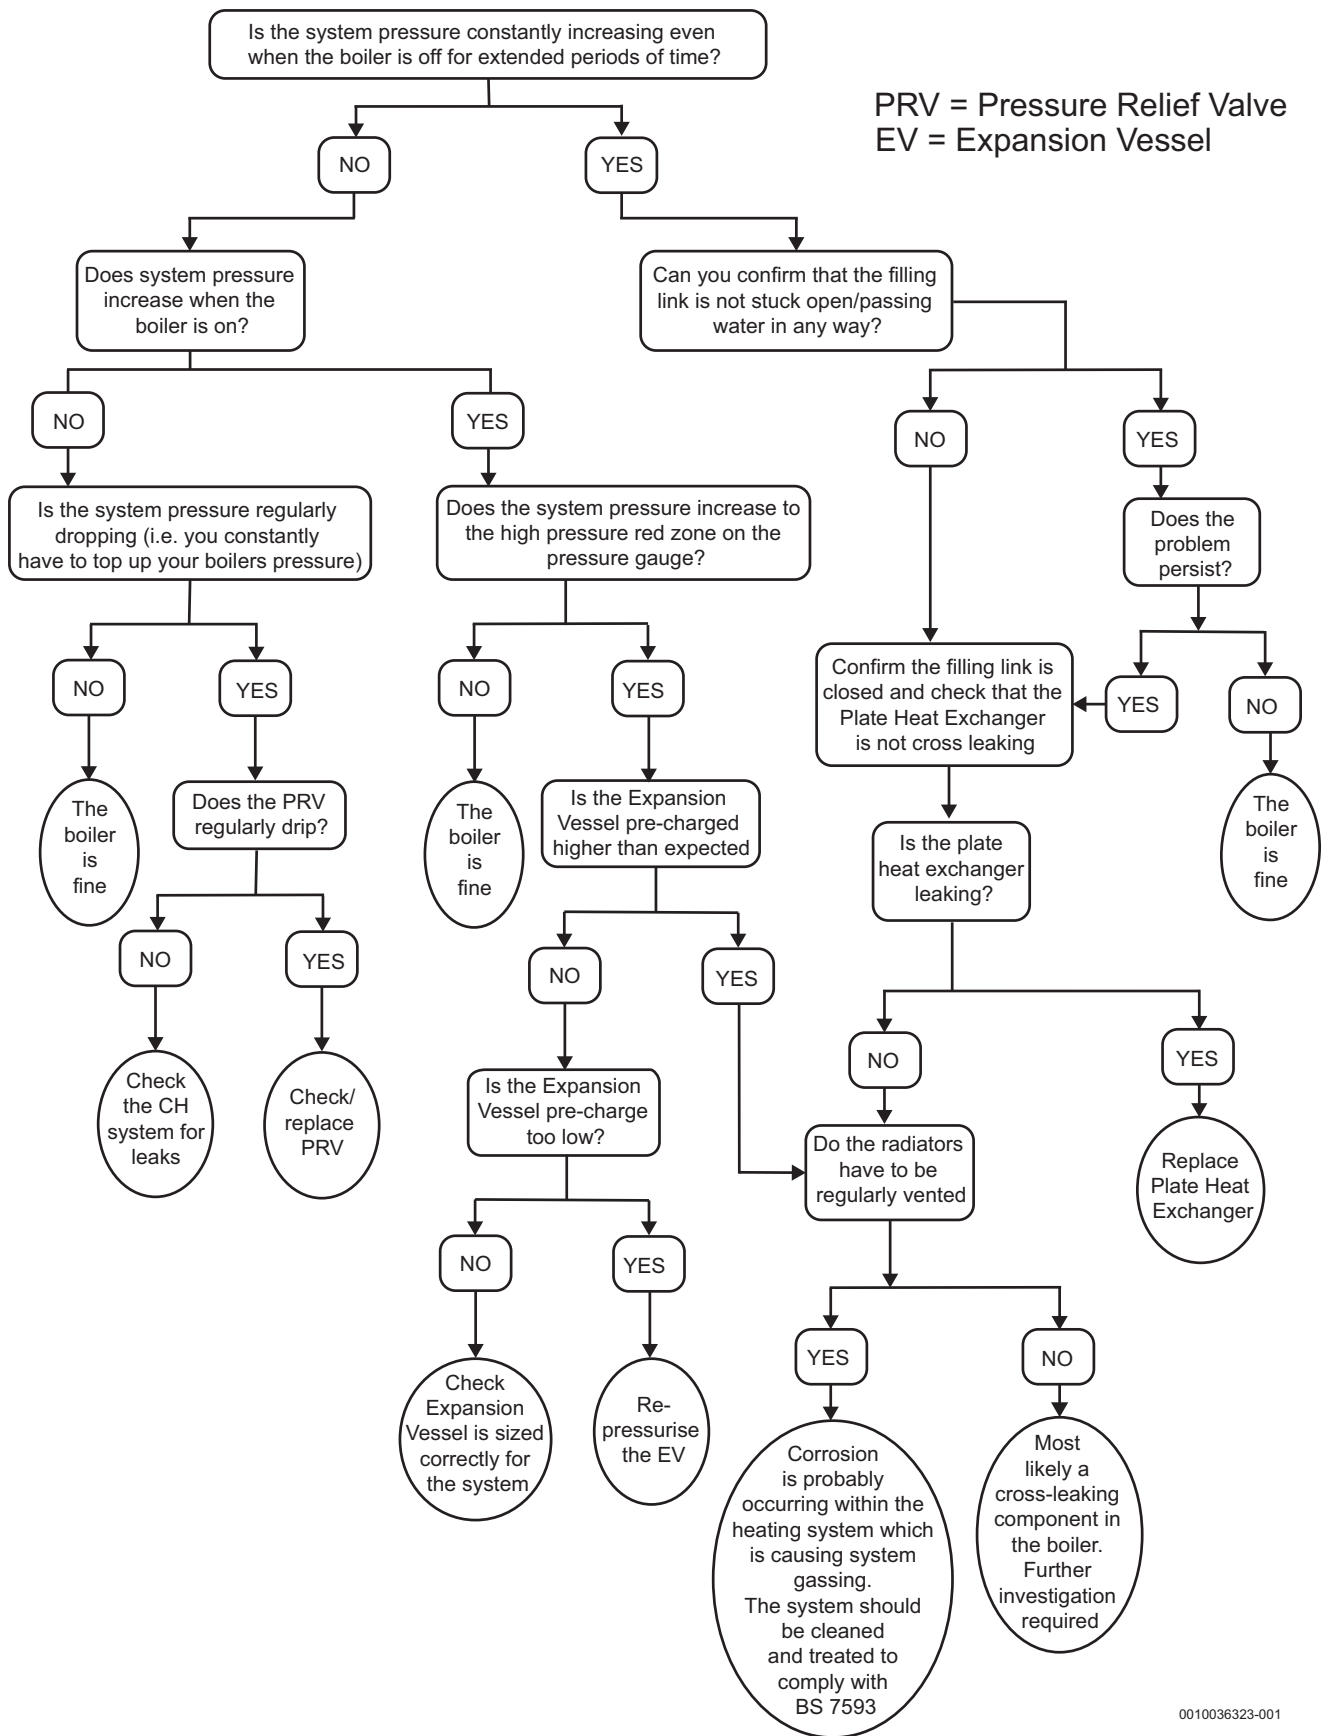 Is the system pressure constantly increasing even
when the boiler is off for extended periods of time?
PRV = Pressure Relief Valve
EV = Expansion Vessel
NO
YES
Does system pressure
increase when the
boiler is on?
Can you confirm that the filling
link is not stuck open/passing
water in any way?
NO
YES
NO
YES
Is the system pressure regularly
dropping (i.e. you constantly
have to top up your boilers pressure)
Does the system pressure increase to
the high pressure red zone on the
pressure gauge?
Does the
problem
persist?
NO
YES
NO
YES
Confirm the filling link is
closed and check that the
Plate Heat Exchanger
is not cross leaking
YES
NO
The
boiler
is
fine
Does the PRV
regularly drip?
The
boiler
is
fine
Is the Expansion
Vessel pre-charged
higher than expected
Is the plate
heat exchanger
leaking?
The
boiler
is
fine
NO
YES
NO
YES
Check
the CH
system for
leaks
Check/
replace
PRV
Is the Expansion
Vessel pre-charge
too low?
NO
YES
Do the radiators
have to be
regularly vented
Replace
Plate Heat
Exchanger
NO
YES
YES
NO
Check
Expansion
Vessel is sized
correctly for
the system
Re-
pressurise
the EV
Corrosion
is probably
occurring within the
heating system which
is causing system
gassing.
The system should
be cleaned
and treated to
comply with
BS 7593
Most
likely a
cross-leaking
component in
the boiler.
Further
investigation
required
0010036323-001